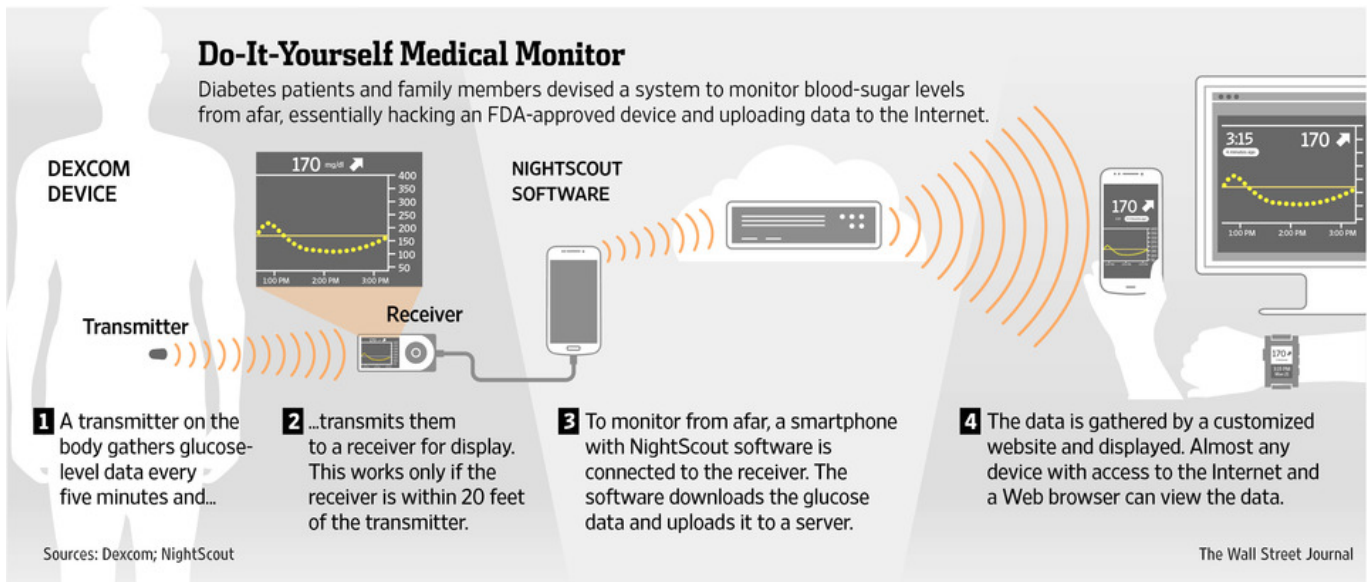 Do-It-Yourself Medical Monitor
Diabetes patients and family members devised a system to monitor blood-sugar levels
from afar, essentially hacking an FDA-approved device and uploading data to the Internet.
DEXCOM
DEVICE
170 mg/dl
400
350
300
250
200
150
100
50
1:00 PM 2:00 PM 3:00 PM
Transmitter
Receiver
NIGHTSCOUT
SOFTWARE
170
3:15 170
4 minutes ago
1:00 PM 2:00 PM 3:00 PM
170
3:15 PM
1 A transmitter on the
body gathers glucose-
level data every
five minutes and...
2 ...transmits them
to a receiver for display.
This works only if the
receiver is within 20 feet
of the transmitter.
3 To monitor from afar, a smartphone
with NightScout software is
connected to the receiver. The
software downloads the glucose
data and uploads it to a server.
4 The data is gathered by a customized
website and displayed. Almost any
device with access to the Internet and
a Web browser can view the data.
Sources: Dexcom; NightScout
The Wall Street Journal